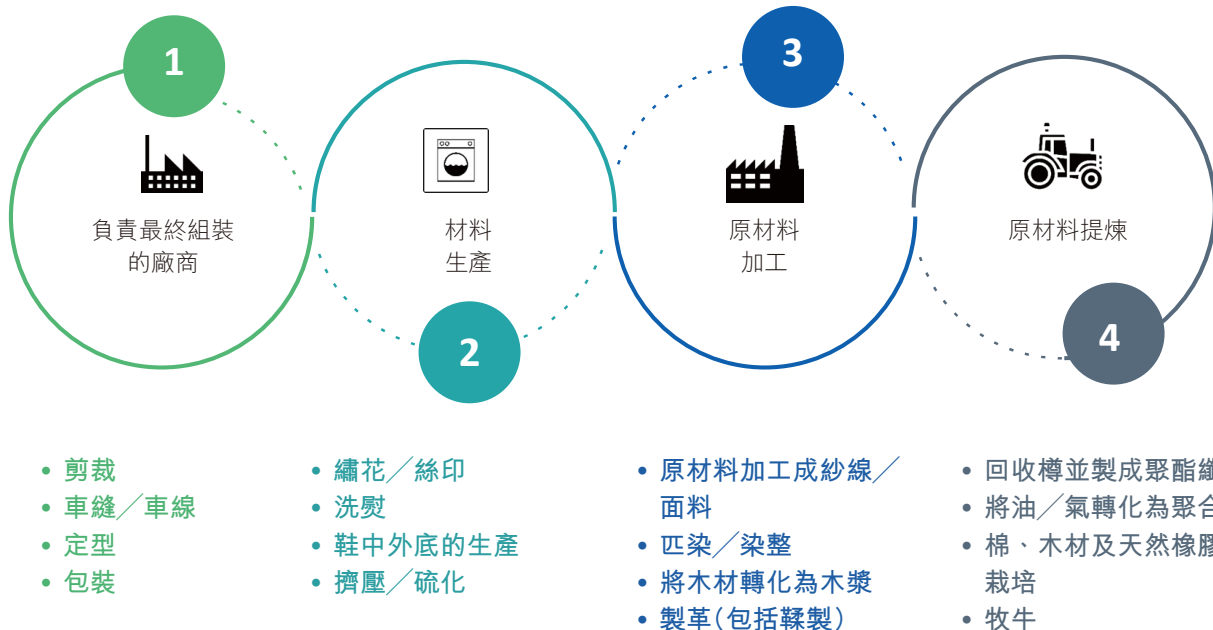 1
負責最終組裝
的廠商
材料
生產
2
3
原材料
加工
原材料提煉
4
• 剪裁
• 車縫／車線
• 定型
• 包裝
• 繡花／絲印
• 洗熨
• 鞋中外底的生產
• 擠壓／硫化
• 原材料加工成紗線／
面料
• 匹染／染整
• 將木材轉化為木漿
• 製革（包括鞣製）
• 回收樽並製成聚酯纖
• 將油／氣轉化為聚合
• 棉、木材及天然橡膠
栽培
• 牧牛